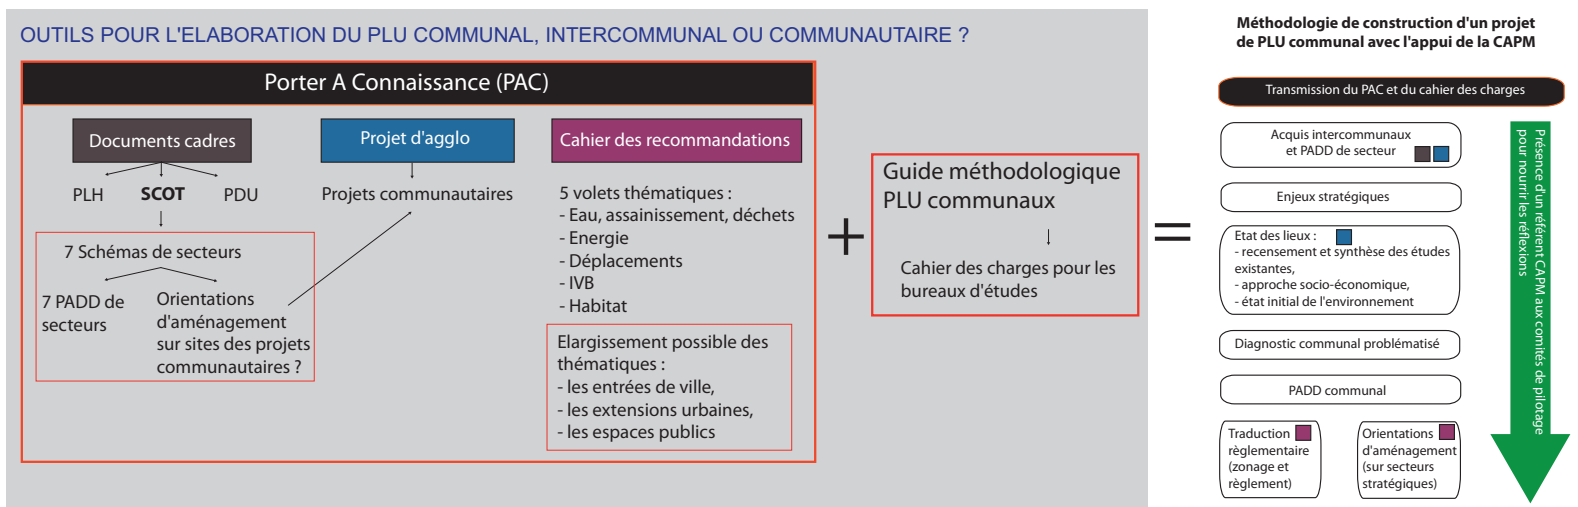 OUTILS POUR L'ELABORATION DU PLU COMMUNAL, INTERCOMMUNAL OU COMMUNAUTAIRE ?
Porter A Connaissance (PAC)
Documents cadres
PLH
SCOT
PDU
7 Schémas de secteurs
7 PADD de
secteurs
Orientations
d'aménagement
sur sites des projets
communautaires ?
Projet d'agglo
Projets communautaires
Cahier des recommandations
5 volets thématiques :
- Eau, assainissement, déchets
- Energie
- Déplacements
- IVB
- Habitat
Elargissement possible des
thématiques :
- les entrées de ville,
- les extensions urbaines,
- les espaces publics
+
Guide méthodologique
PLU communaux
Cahier des charges pour les
bureaux d'études
=
Méthodologie de construction d'un projet
de PLU communal avec l'appui de la CAPM
Transmission du PAC et du cahier des charges
Acquis intercommunaux
et PADD de secteur
Enjeux stratégiques
Etat des lieux :
- recensement et synthèse des études
existantes,
- approche socio-économique,
- état initial de l'environnement
Diagnostic communal problématisé
PADD communal
Traduction
règlementaire
(zonage et
règlement)
Orientations
d'aménagement
(sur secteurs
stratégiques)
Présence d'un référent CAPM aux comités de pilotage
pour nourrir les réflexions